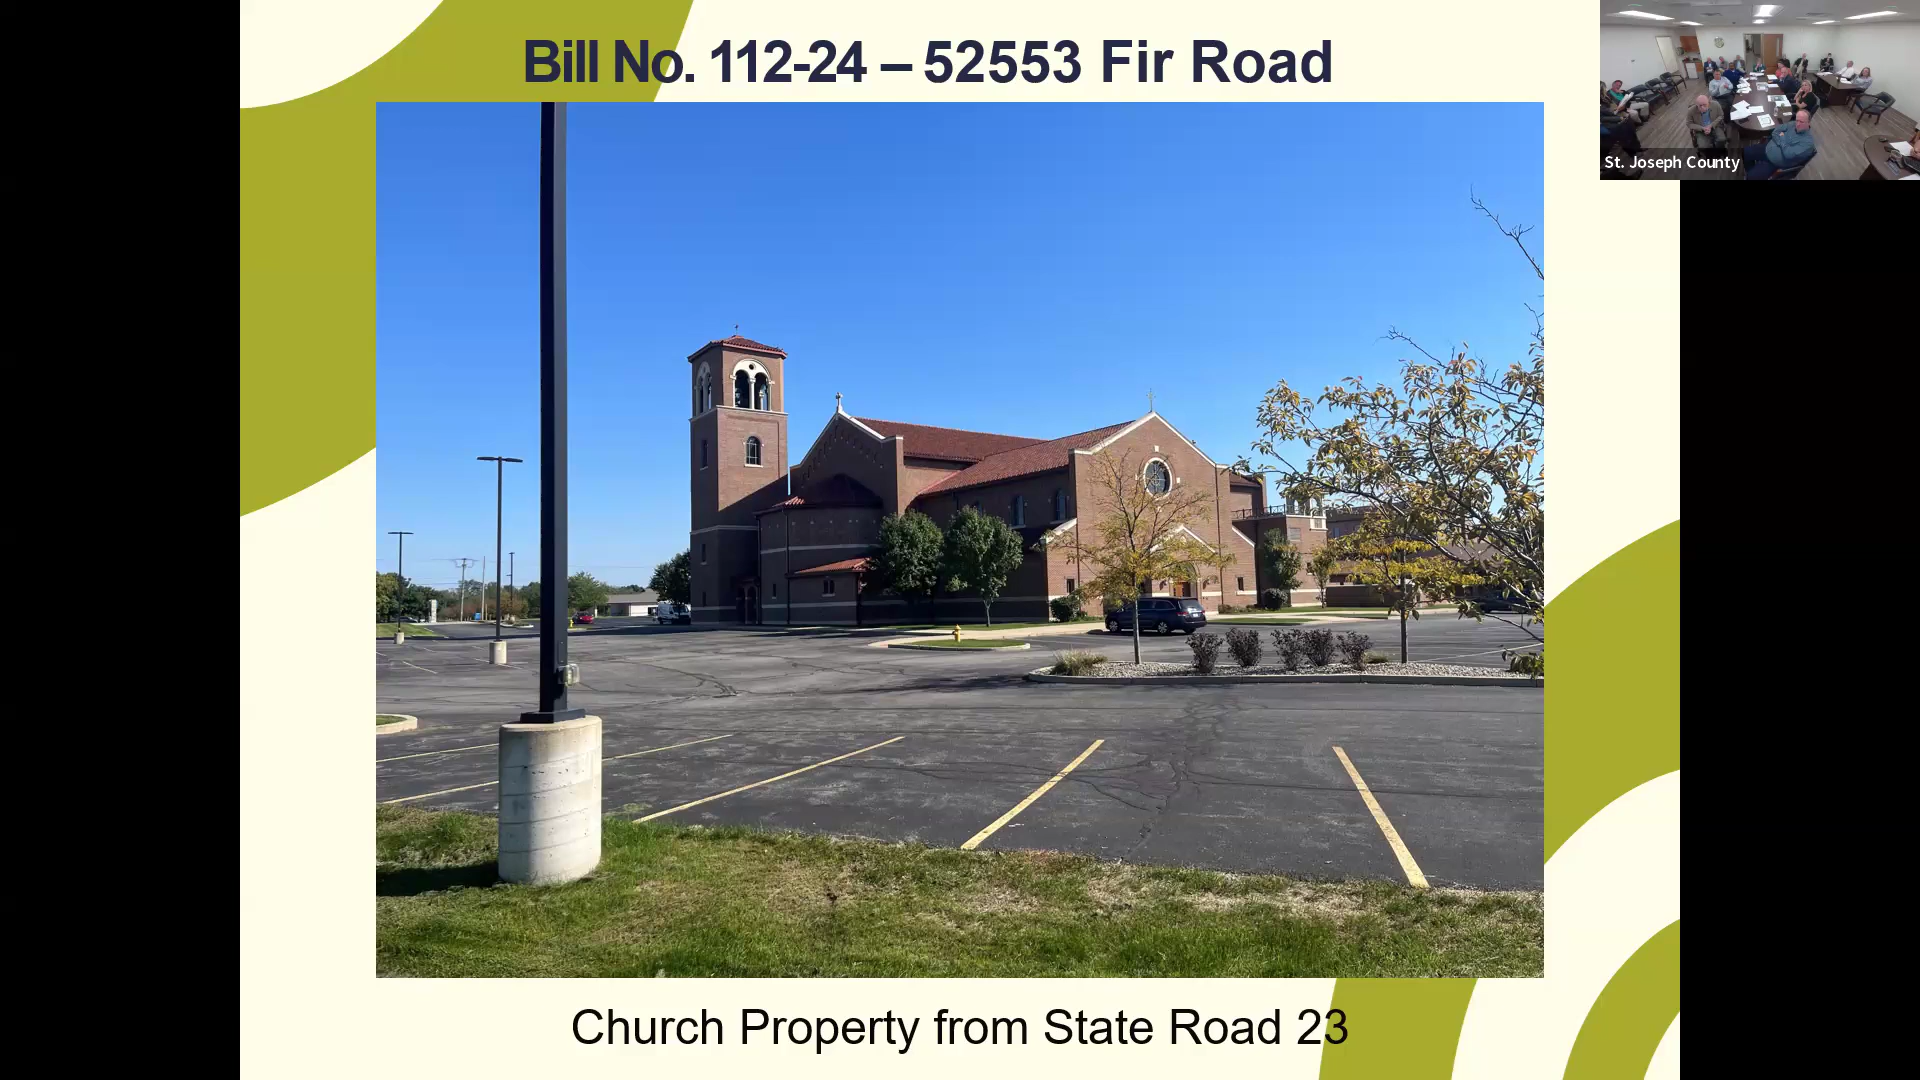 Bill No. 112-24 – 52553 Fir Road
St. Joseph County
Church Property from State Road 23